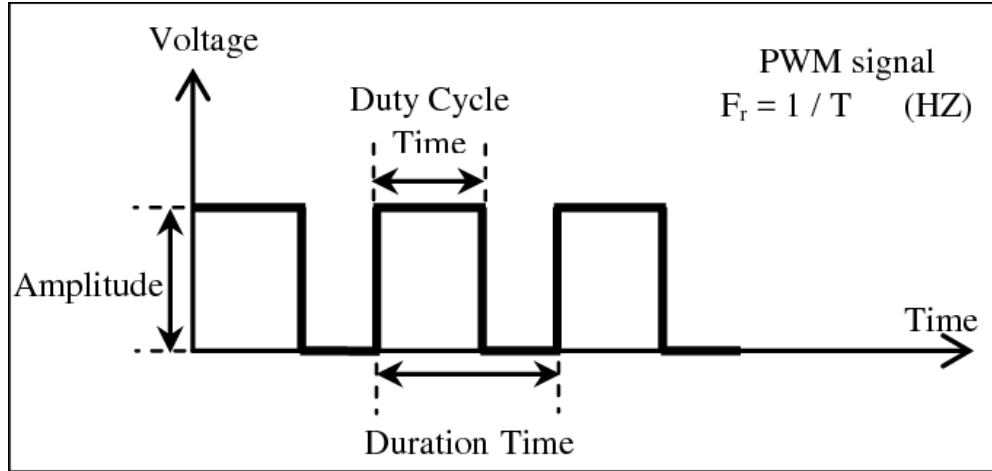 Voltage
PWM signal
Fᵣ = 1 / T (HZ)
Duty Cycle
Time
Amplitude
Time
Duration Time